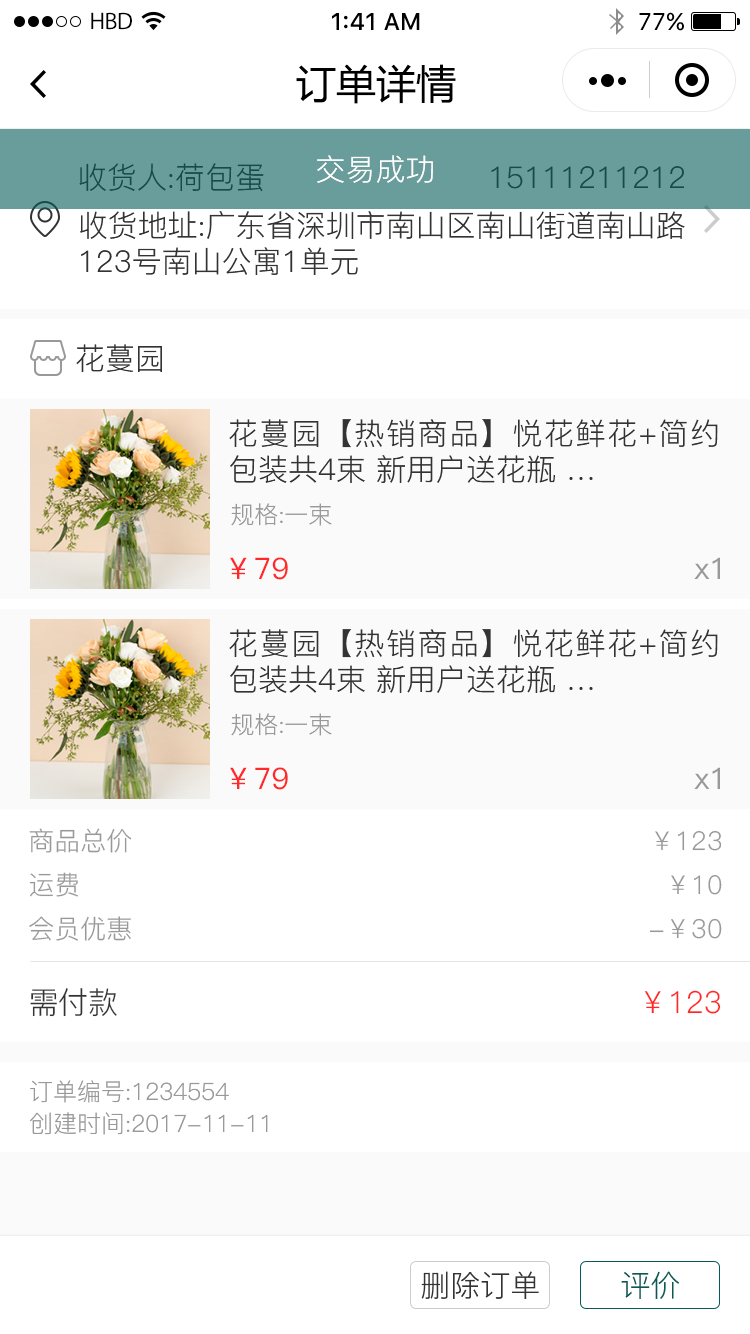 HBD 1:41 AM 77%
订单详情
交易成功
收货人:荷包蛋 15111211212
收货地址:广东省深圳市南山区南山街道南山路
123号南山公寓1单元
花蔓园
花蔓园【热销商品】悦花鲜花+简约
包装共4束 新用户送花瓶 ...
规格:一束
¥79 x1
花蔓园【热销商品】悦花鲜花+简约
包装共4束 新用户送花瓶 ...
规格:一束
¥79 x1
商品总价 ¥123
运费 ¥10
会员优惠 -¥30
需付款 ¥123
订单编号:1234554
创建时间:2017-11-11
删除订单 评价